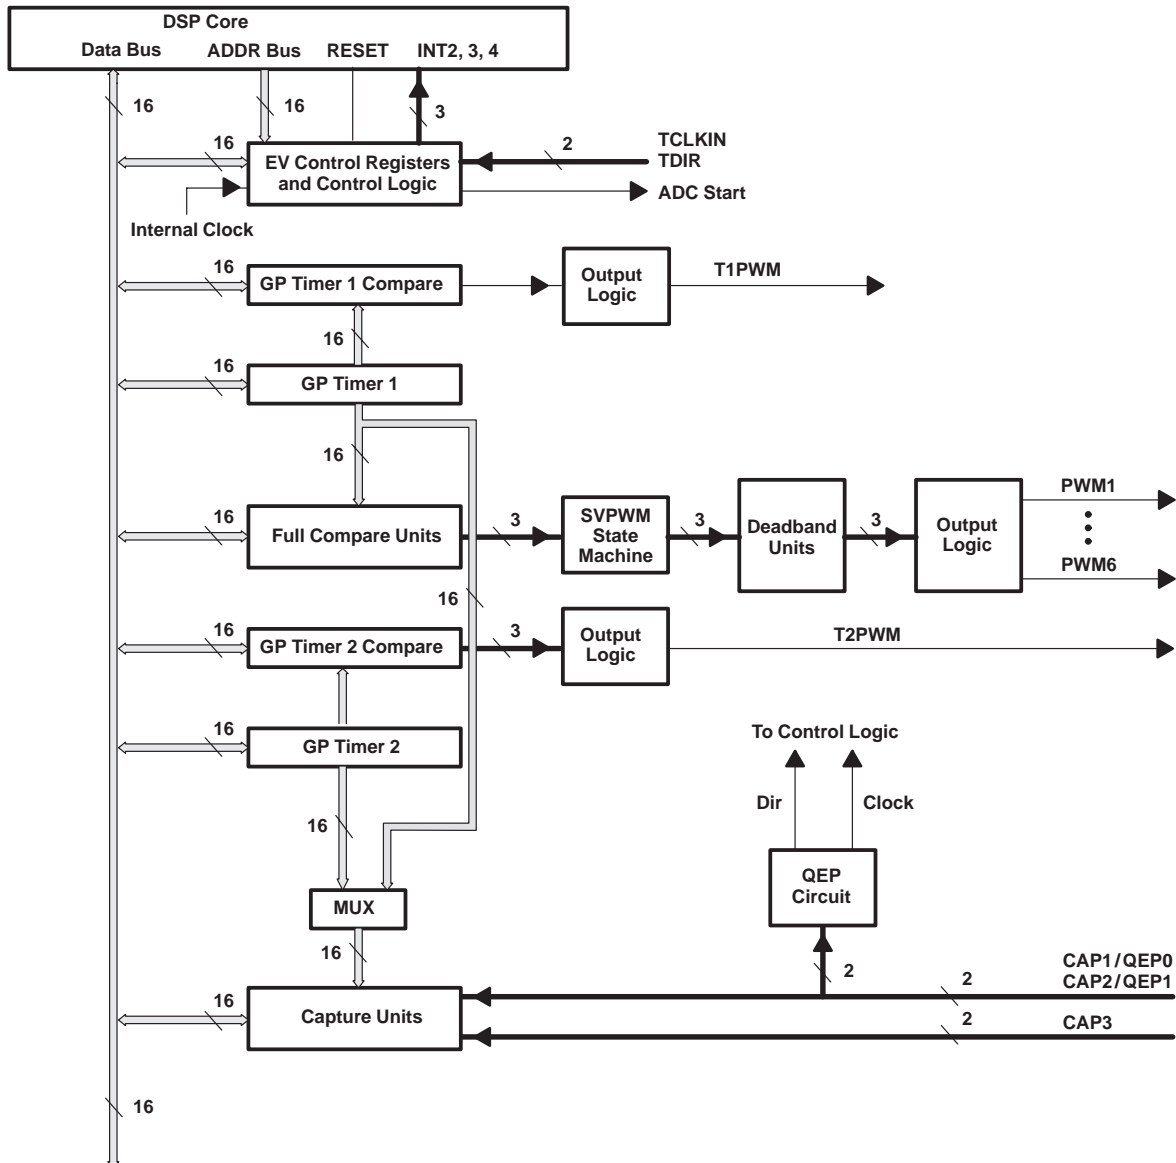 DSP Core
Data Bus
ADDR Bus
RESET
INT2, 3, 4
16
16
3
16
2
TCLKIN
TDIR
EV Control Registers
and Control Logic
ADC Start
Internal Clock
16
GP Timer 1 Compare
Output
Logic
T1PWM
16
16
GP Timer 1
16
16
Full Compare Units
3
SVPWM
State
Machine
3
Deadband
Units
3
Output
Logic
PWM1
PWM6
16
16
GP Timer 2 Compare
3
Output
Logic
T2PWM
16
GP Timer 2
To Control Logic
Dir
Clock
16
QEP
Circuit
MUX
16
2
2
CAP1/QEP0
CAP2/QEP1
16
Capture Units
2
CAP3
16